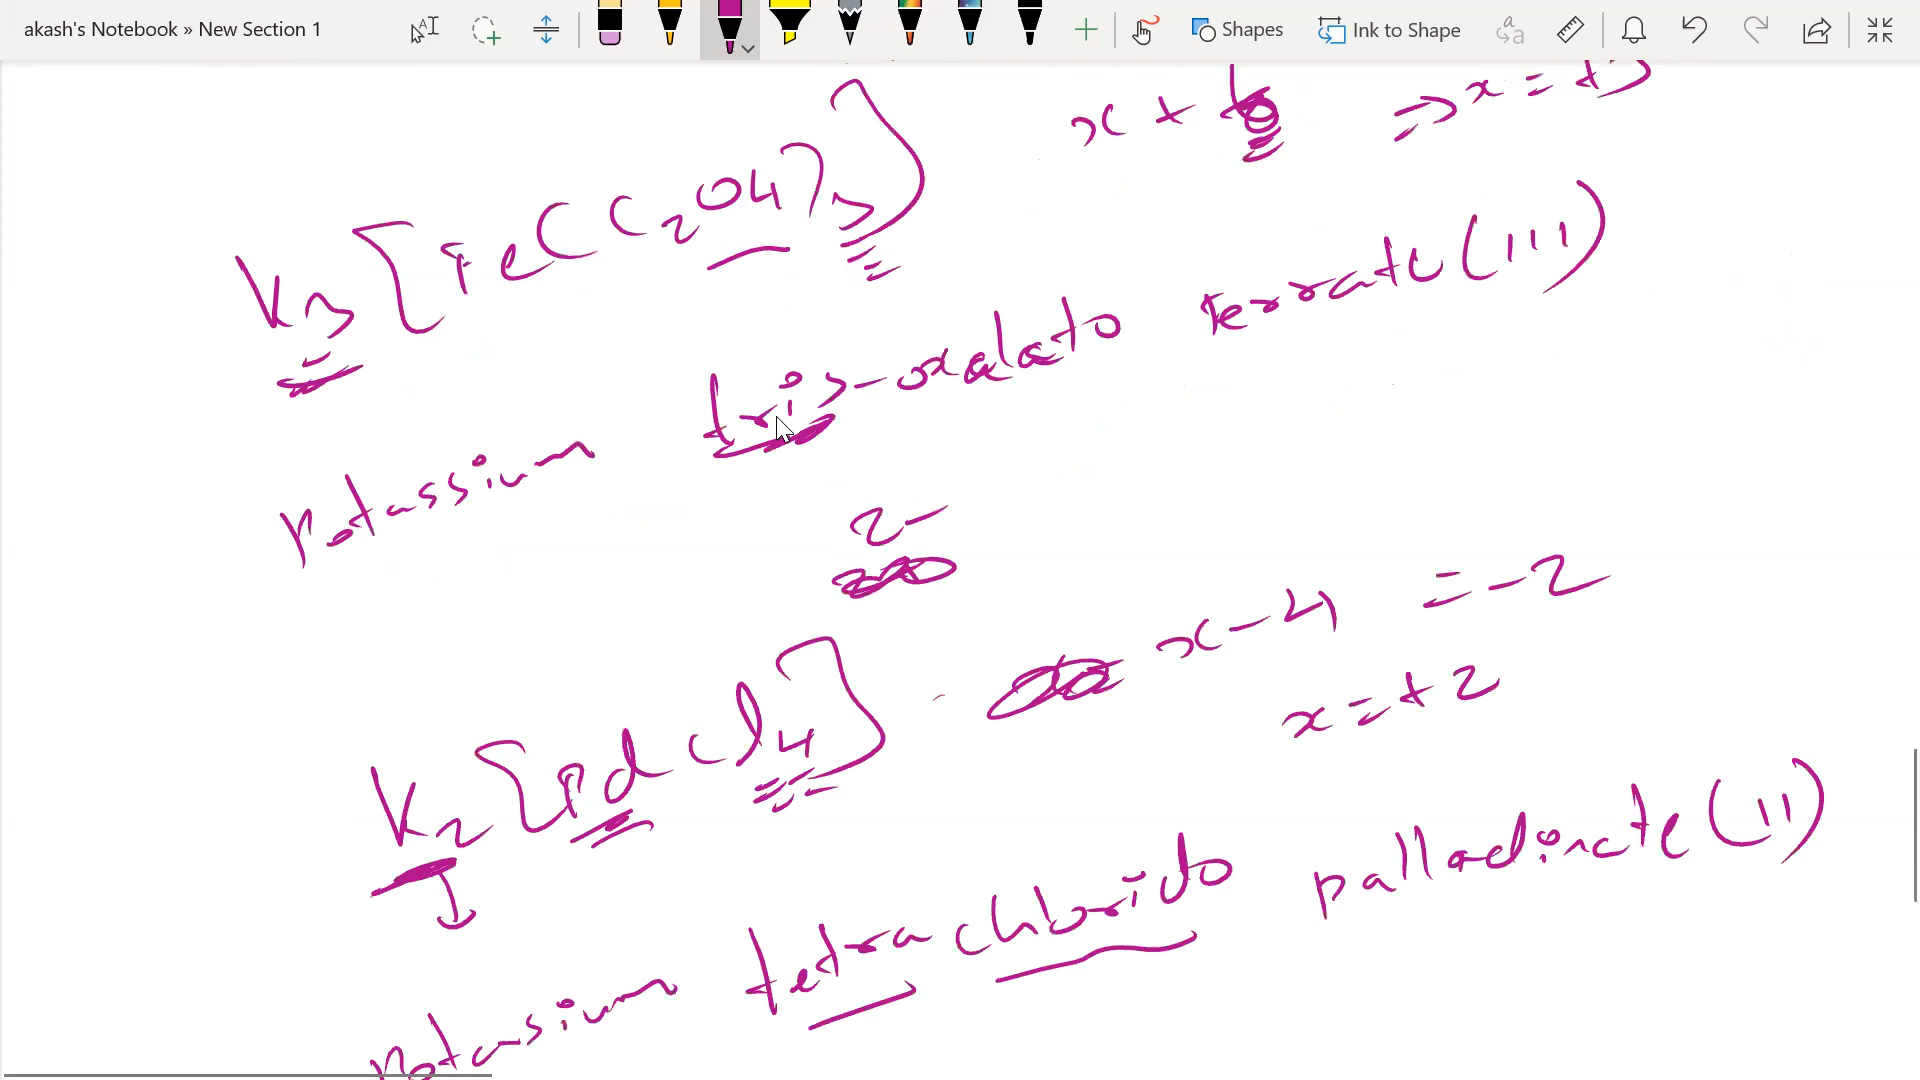 akash's Notebook » New Section 1
Shapes
Ink to Shape
x + 6 => x = +3
K3[Fe(C2O4)3]
Potassium tris-oxalato ferrate(III)
2-
K2[PdCl4] x-4 = -2
x = +2
Potassium tetrachlorido palladinate(II)